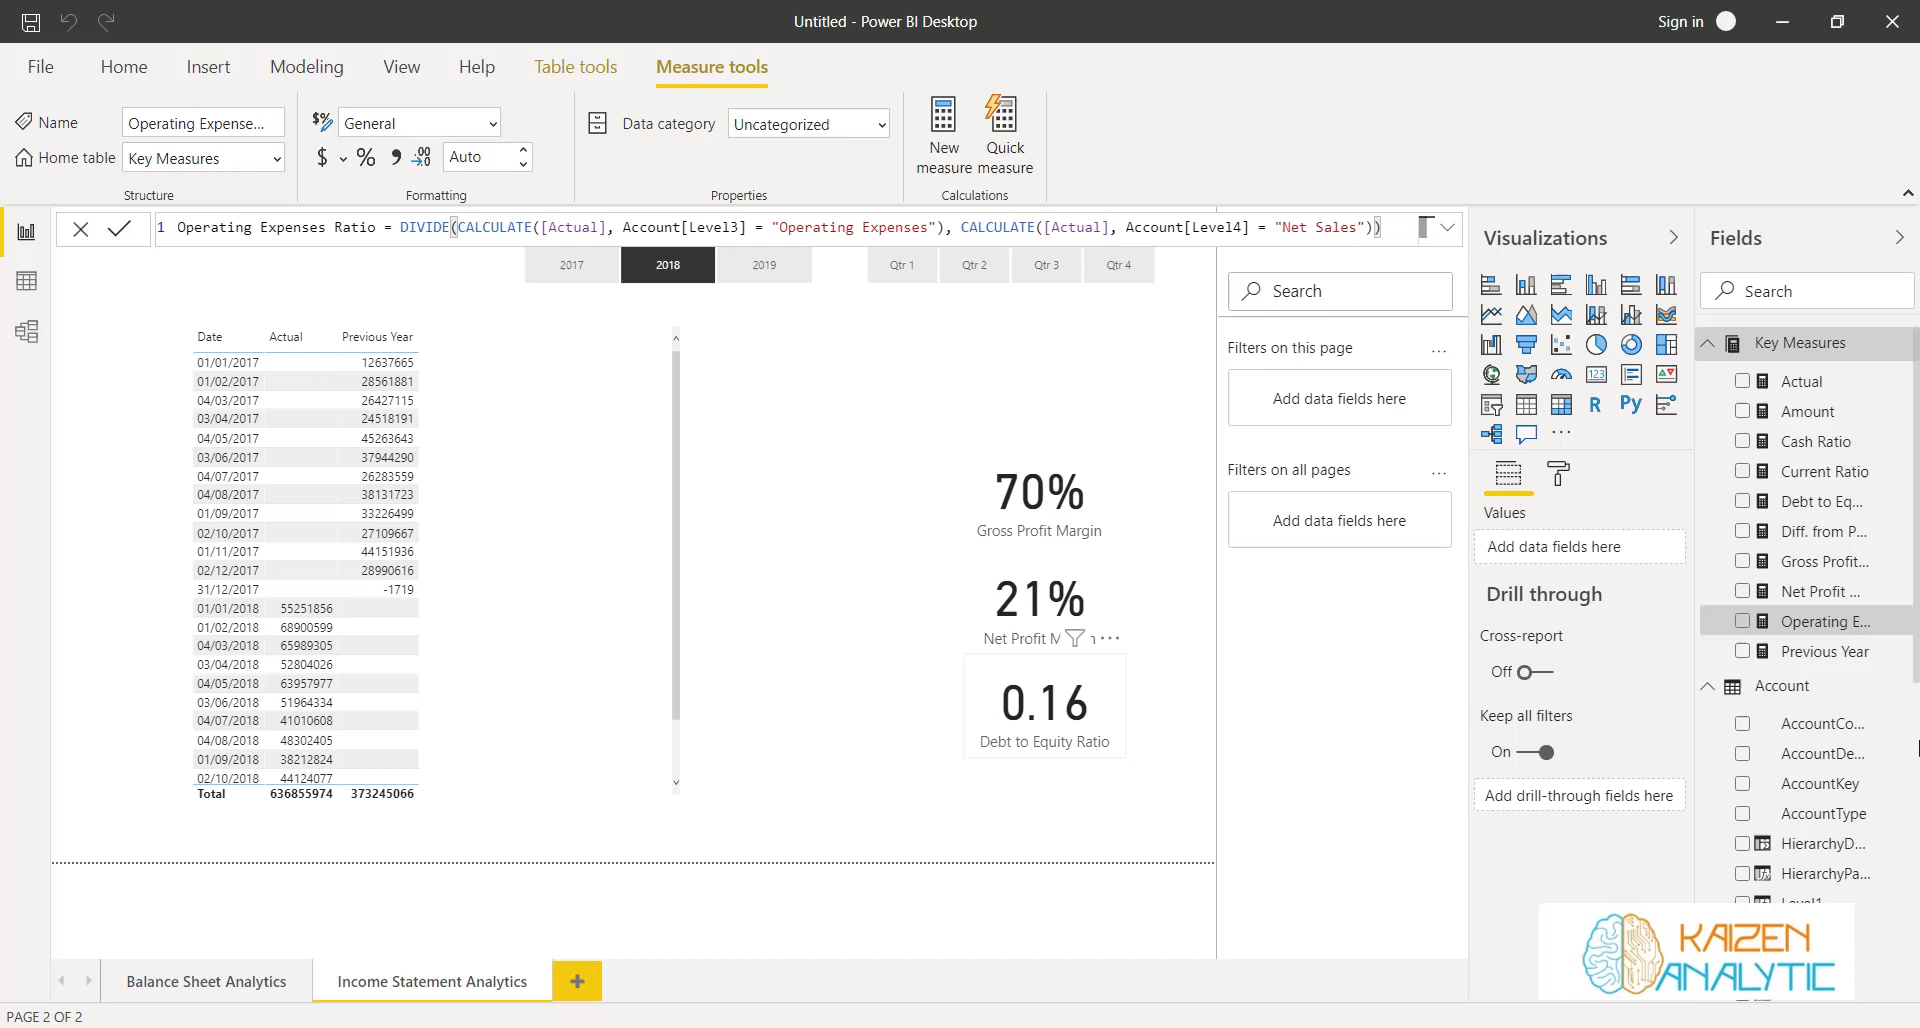 Untitled - Power BI Desktop
Sign in
File Home Insert Modeling View Help Table tools Measure tools
Name Operating Expense...
Home table Key Measures
Structure
General
$ % 9 .00 Auto
Formatting
Data category Uncategorized
Properties
New measure
Quick measure
Calculations
1 Operating Expenses Ratio = DIVIDE(CALCULATE([Actual], Account[Level3] = "Operating Expenses"), CALCULATE([Actual], Account[Level4] = "Net Sales"))
2017 2018 2019
Qtr 1 Qtr 2 Qtr 3 Qtr 4
Date Actual Previous Year
01/01/2017 12637665
01/02/2017 28561881
04/03/2017 26427115
03/04/2017 24518191
04/05/2017 45263643
03/06/2017 37944290
04/07/2017 26283559
04/08/2017 38131723
01/09/2017 33226499
02/10/2017 27109667
01/11/2017 44151936
02/12/2017 28990616
31/12/2017 -1719
01/01/2018 55251856
01/02/2018 68900599
04/03/2018 65989305
03/04/2018 52804026
04/05/2018 63957977
03/06/2018 51964334
04/07/2018 41010608
04/08/2018 48302405
01/09/2018 38212824
02/10/2018 44124077
Total 636855974 373245066
70%
Gross Profit Margin
21%
Net Profit M
0.16
Debt to Equity Ratio
Search
Filters on this page ...
Add data fields here
Filters on all pages ...
Add data fields here
Visualizations
123
R Py
...
Values
Add data fields here
Drill through
Cross-report
Off
Keep all filters
On
Add drill-through fields here
Fields
Search
Key Measures
Actual
Amount
Cash Ratio
Current Ratio
Debt to Eq...
Diff. from P...
Gross Profit...
Net Profit ...
Operating E...
Previous Year
Account
AccountCo...
AccountDe...
AccountKey
AccountType
HierarchyD...
HierarchyPa...
Level1
KAIZEN
ANALYTIC
Balance Sheet Analytics
Income Statement Analytics
+
PAGE 2 OF 2